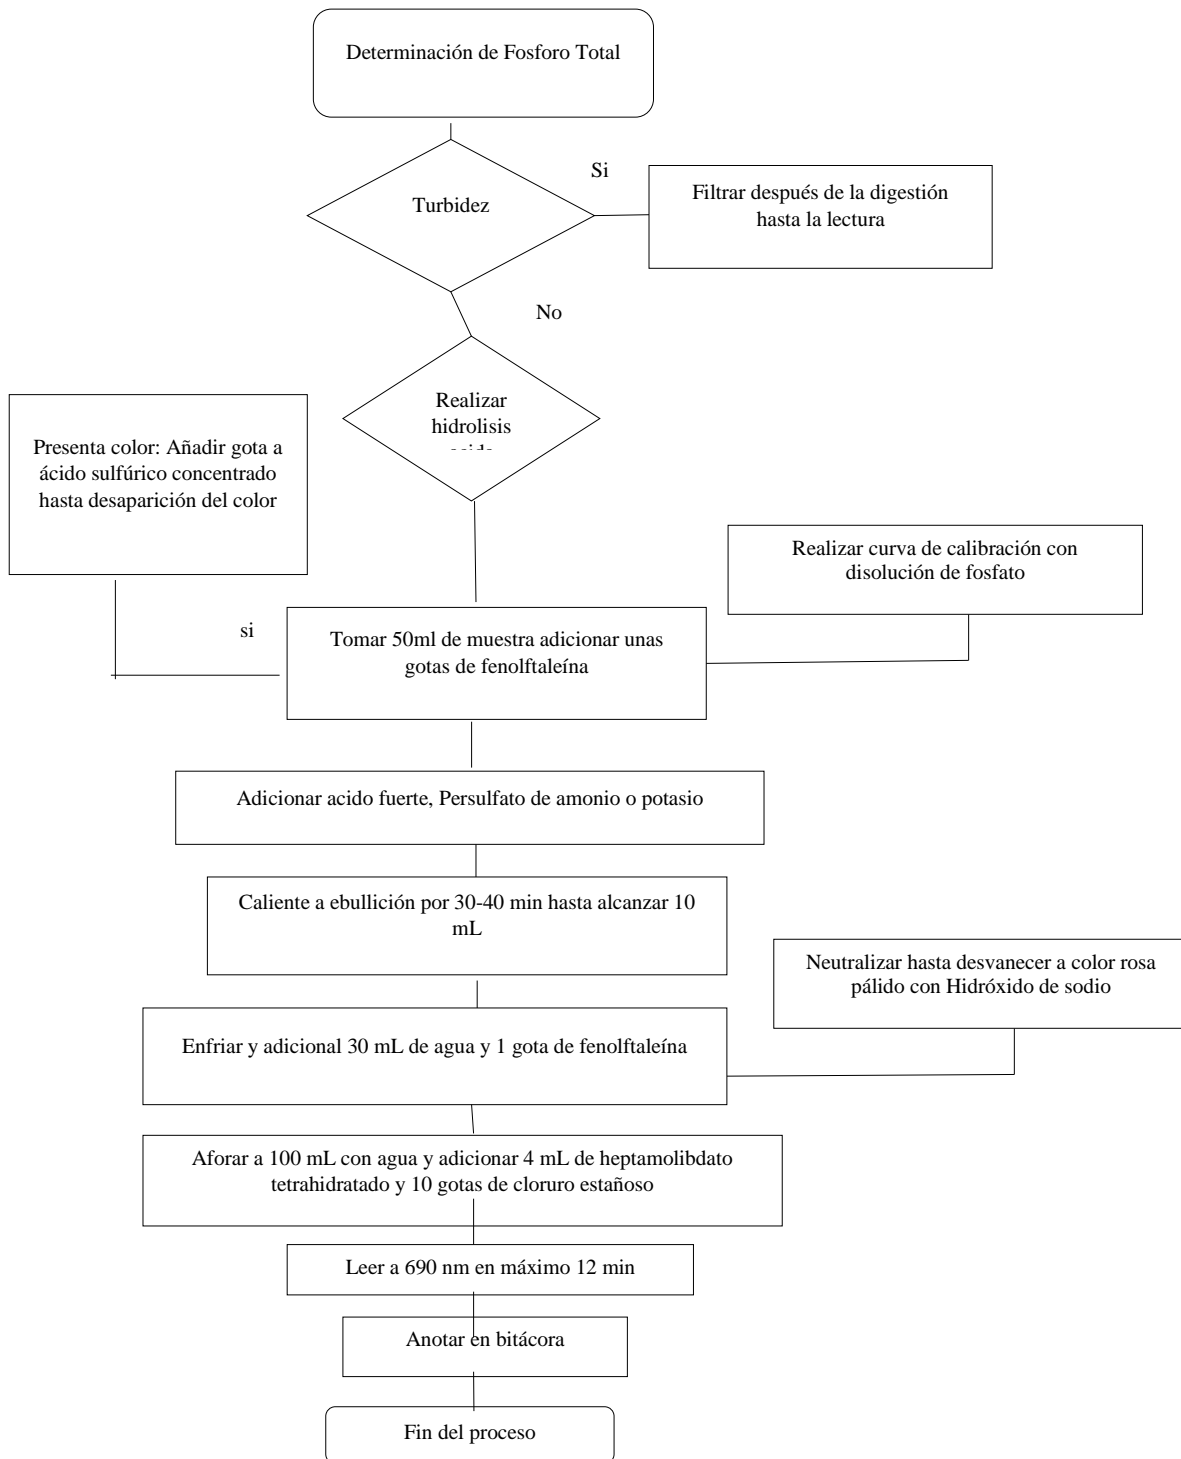 Determinación de Fosforo Total
Si
Turbidez
Filtrar después de la digestión
hasta la lectura
No
Realizar
hidrolisis
Presenta color: Añadir gota a
ácido sulfúrico concentrado
hasta desaparición del color
Realizar curva de calibración con
disolución de fosfato
si
Tomar 50ml de muestra adicionar unas
gotas de fenolftaleína
Adicionar acido fuerte, Persulfato de amonio o potasio
Caliente a ebullición por 30-40 min hasta alcanzar 10
mL
Neutralizar hasta desvanecer a color rosa
pálido con Hidróxido de sodio
Enfriar y adicional 30 mL de agua y 1 gota de fenolftaleína
Aforar a 100 mL con agua y adicionar 4 mL de heptamolibdato
tetrahidratado y 10 gotas de cloruro estañoso
Leer a 690 nm en máximo 12 min
Anotar en bitácora
Fin del proceso